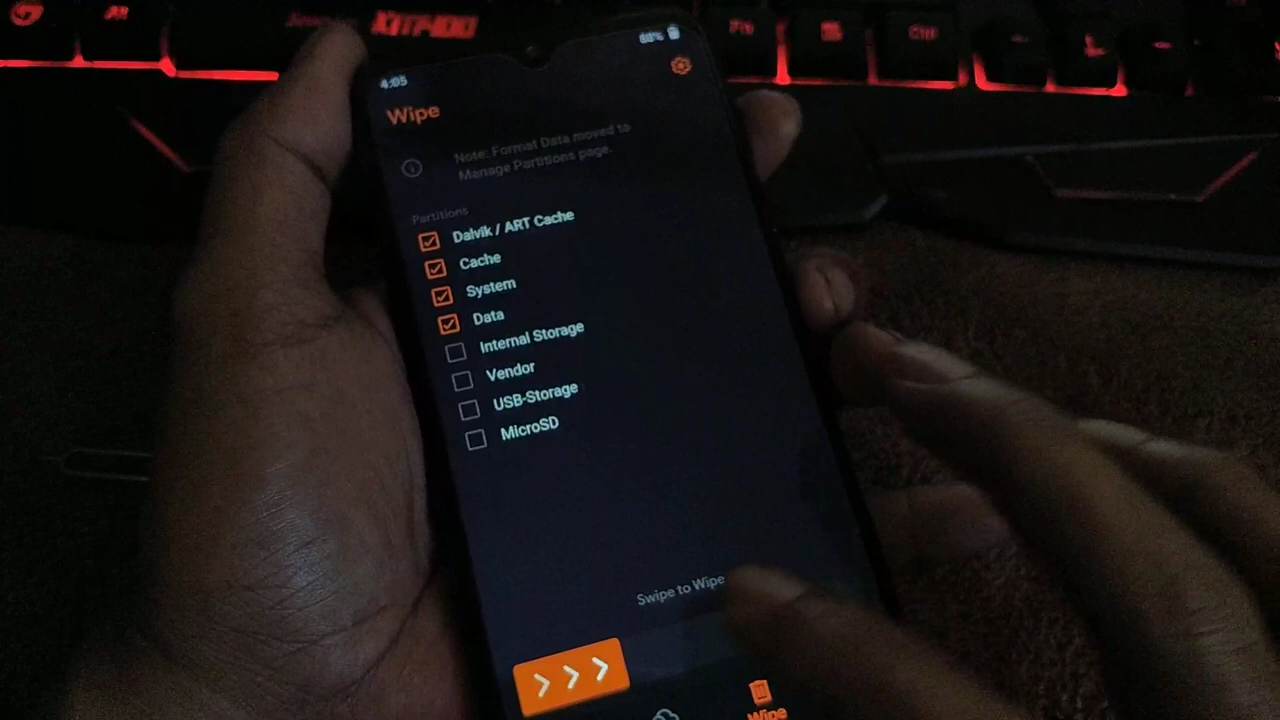 4:05
88%
Wipe
Note: Format Data moved to
Manage Partitions page.
Partitions
Dalvik / ART Cache
Cache
System
Data
Internal Storage
Vendor
USB-Storage
MicroSD
Swipe to Wipe
Wipe